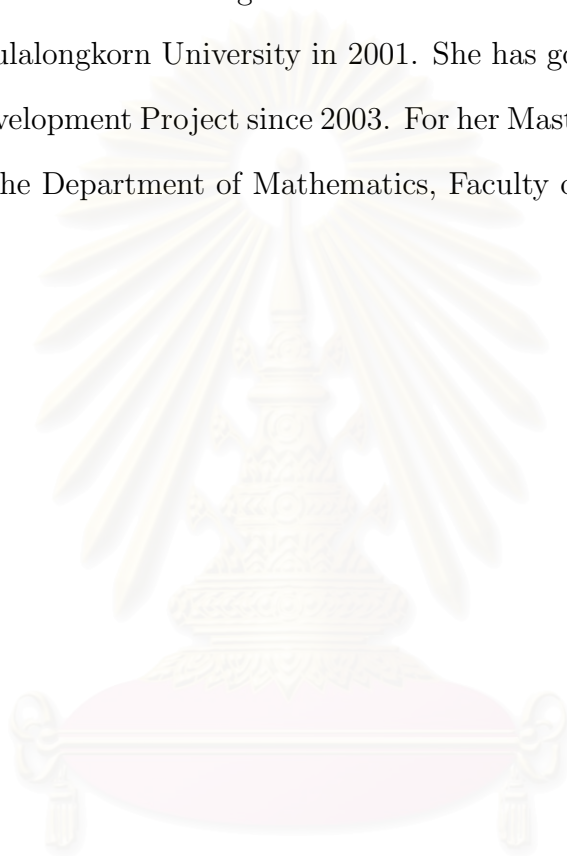 ulalongkorn University in 2001. She has go
velopment Project since 2003. For her Mast
he Department of Mathematics, Faculty o